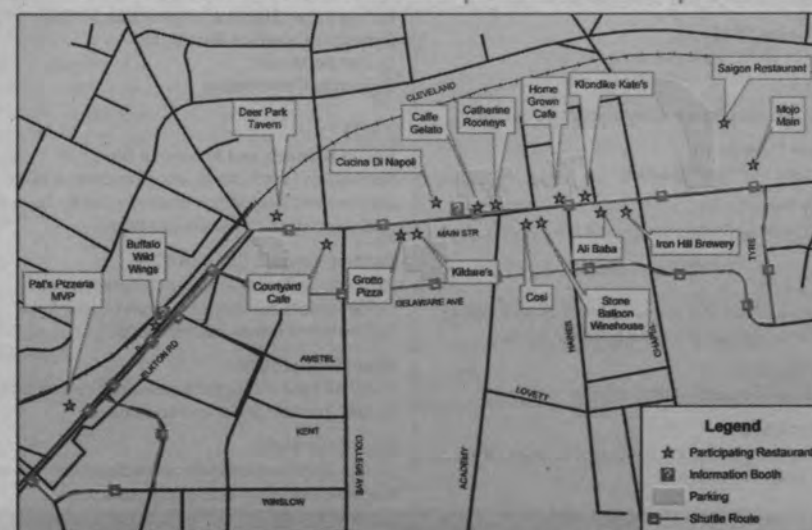 CLEVELAND
Saigon Restaurant
Klondike Kate's
Home
Grown
Cafe
Mojo
Main
Catherine
Rooneys
Caffe
Gelato
Deer Park
Tavern
Cucina Di Napoli
MAIN STR
Buffalo
Wild
Wings
Pat's Pizzeria
MVP
Courtyard
Cafe
Grotto
Pizza
Kildare's
Cosi
Stone
Balloon
Winehouse
Ali Baba
Iron Hill Brewery
TYRE
DELAWARE AVE
ELKTON RD
HAINES
CHAPEL
AMSTEL
LOVETT
KENT
COLLEGE AVE
ACADEMY
WINSLOW
Legend
Participating Restaurant
Information Booth
Parking
Shuttle Route